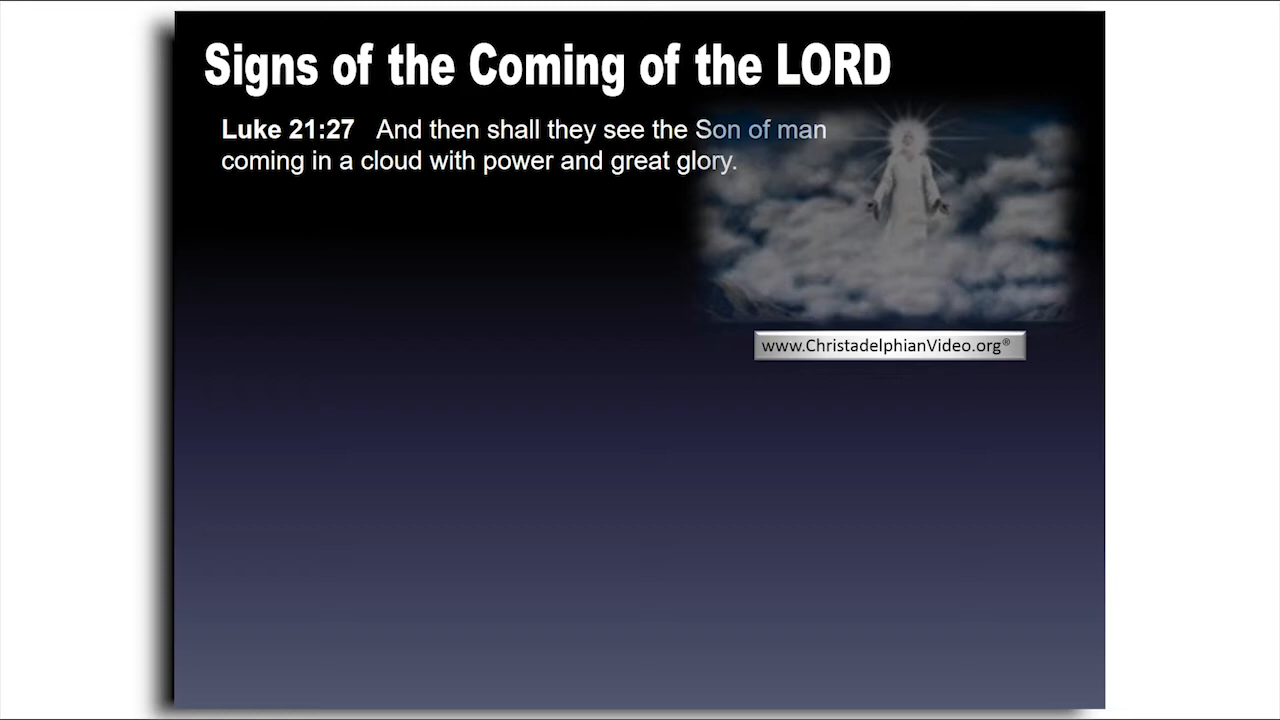 Signs of the Coming of the LORD
Luke 21:27 And then shall they see the Son of man
coming in a cloud with power and great glory.
www.ChristadelphianVideo.org®